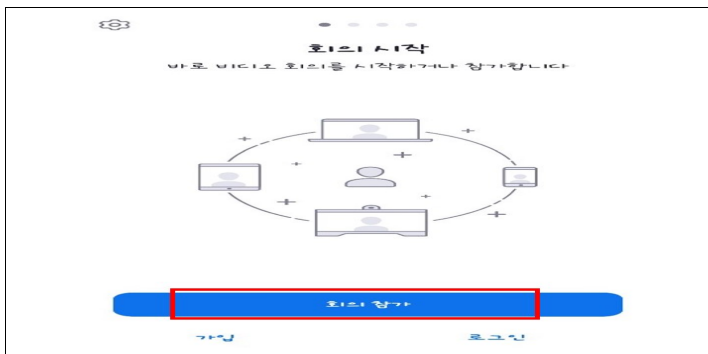 회의 시작
바로 비디오 회의를 시작하거나 참가합니다
회의 참가
가입
로그인